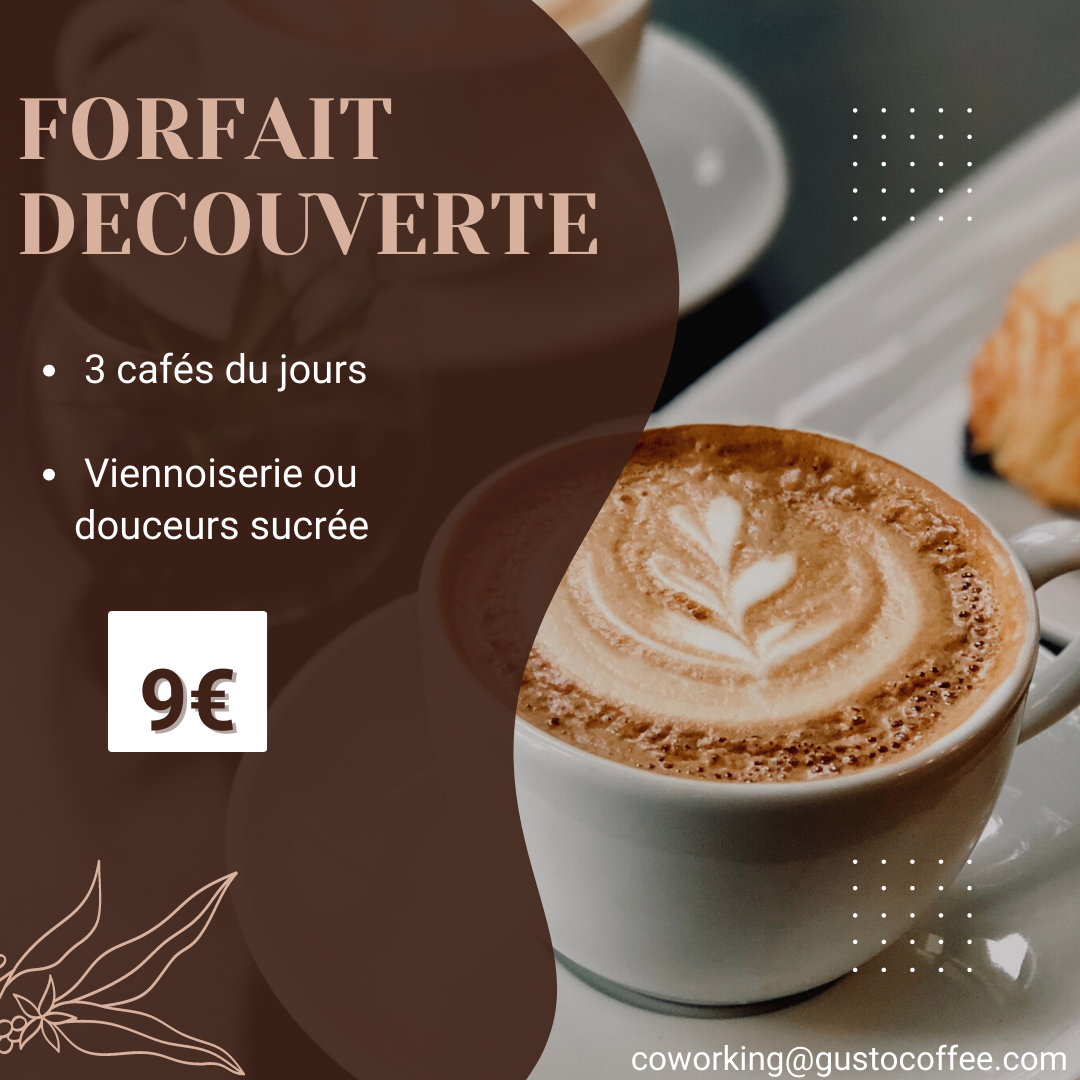 FORFAIT
DECOUVERTE
• 3 cafés du jours
• Viennoiserie ou
douceurs sucrée
9€
coworking@gustocoffee.com